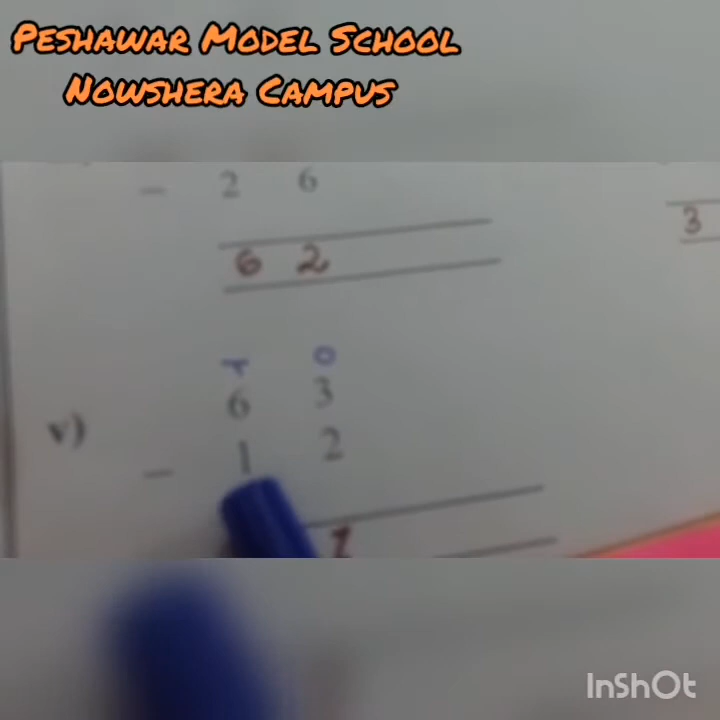 PESHAWAR MODEL SCHOOL
NOWSHERA CAMPUS
- 2 6
3
6 2
T O
6 3
v)
- 1 2
1
InShOt